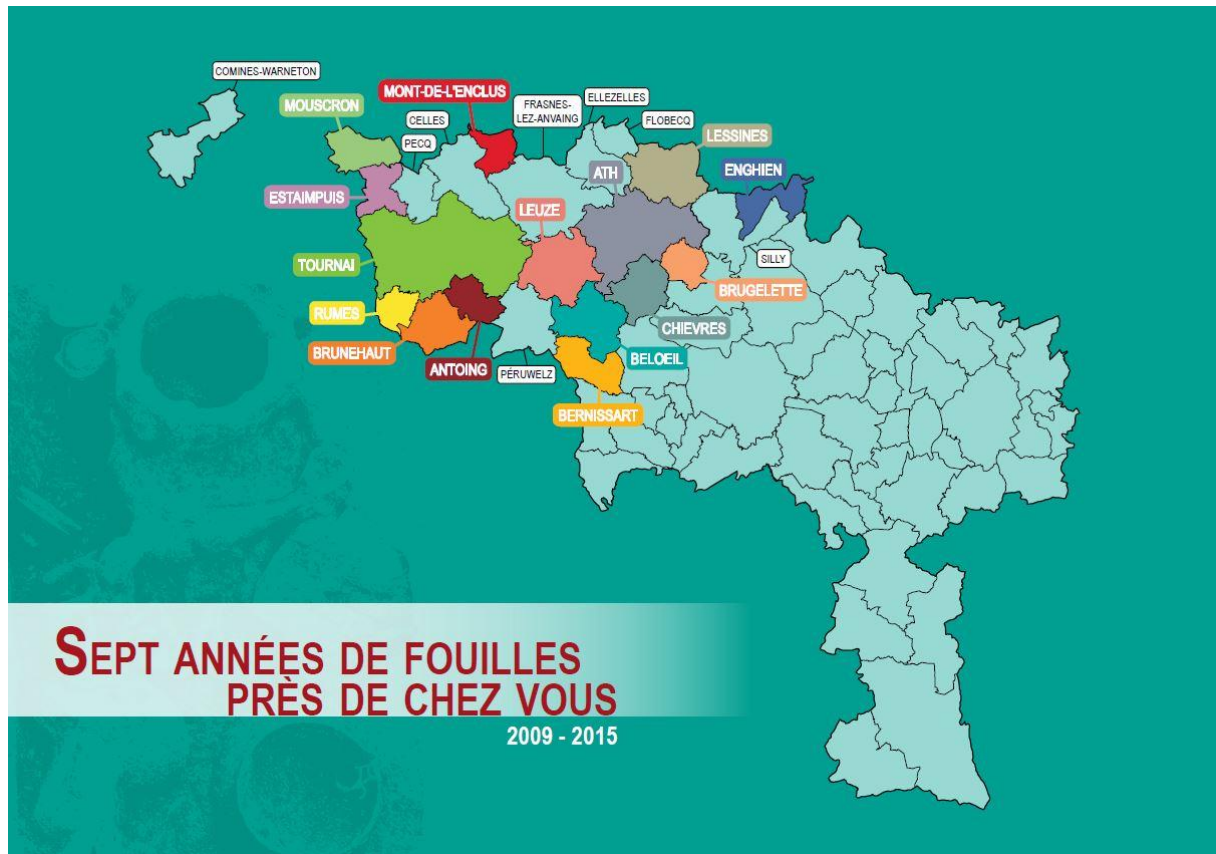 COMINES-WARNETON
MOUSCRON
MONT-DE-L'ENCLUS
CELLES
PECQ
FRASNES-
LEZ-ANVAING
ELLEZELLES
FLOBECQ
LESSINES
ATH
ENGHIEN
ESTAIMPUIS
LEUZE
TOURNAI
SILLY
BRUGELETTE
RUMES
CHIEVRES
BRUNEHAUT
ANTOING
PÉRUWELZ
BELOEIL
BERNISSART
SEPT ANNÉES DE FOUILLES
PRÈS DE CHEZ VOUS
2009 - 2015